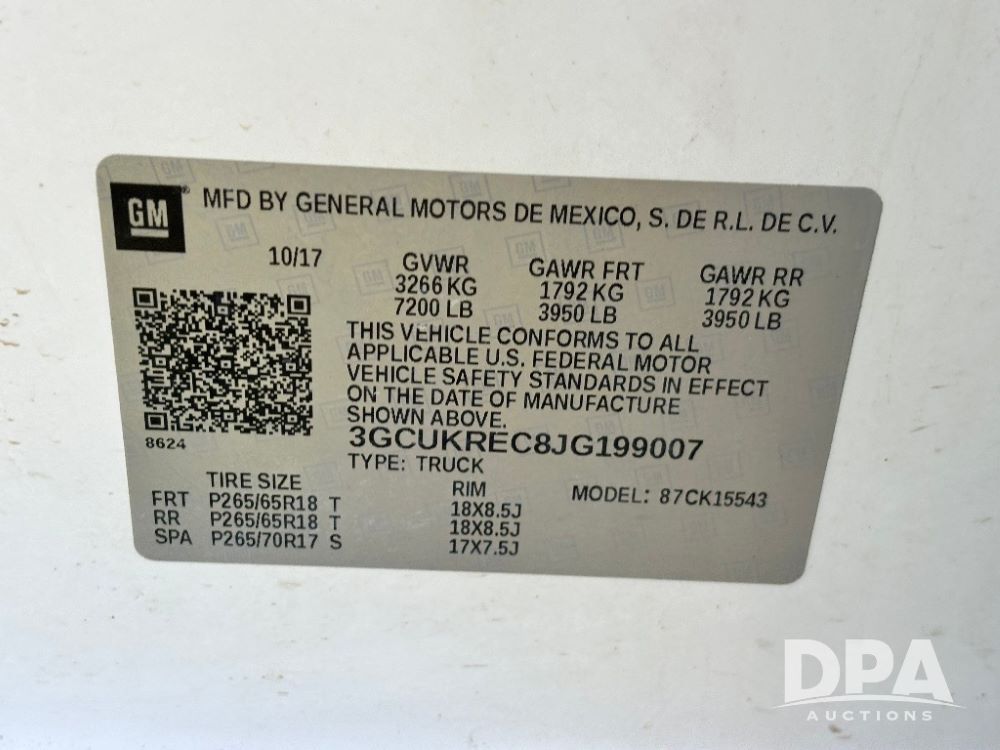 GM® MFD BY GENERAL MOTORS DE MEXICO, S. DE R.L. DE C.V.
10/17 GVWR GAWR FRT GAWR RR
3266 KG 1792 KG 1792 KG
7200 LB 3950 LB 3950 LB
THIS VEHICLE CONFORMS TO ALL
APPLICABLE U.S. FEDERAL MOTOR
VEHICLE SAFETY STANDARDS IN EFFECT
ON THE DATE OF MANUFACTURE
SHOWN ABOVE.
8624 3GCUKREC8JG199007
TYPE: TRUCK
TIRE SIZE RIM MODEL: 87CK15543
FRT P265/65R18 T 18X8.5J
RR P265/65R18 T 18X8.5J
SPA P265/70R17 S 17X7.5J
DPA
AUCTIONS